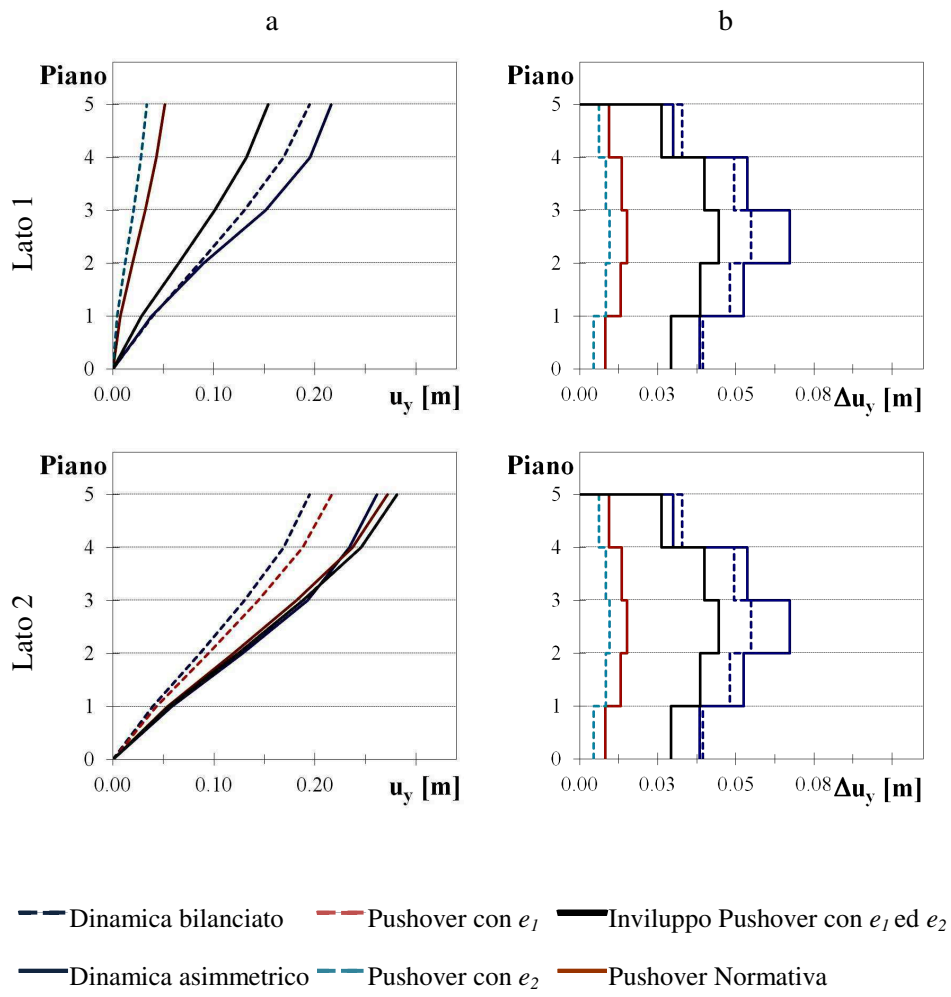 a
b
Lato 1
Piano
5
4
3
2
1
0
0.00 0.10 0.20 u_y [m]
Piano
5
4
3
2
1
0
0.00 0.03 0.05 0.08 Δu_y [m]
Lato 2
Piano
5
4
3
2
1
0
0.00 0.10 0.20 u_y [m]
Piano
5
4
3
2
1
0
0.00 0.03 0.05 0.08 Δu_y [m]
Dinamica bilanciato Pushover con e_1 Inviluppo Pushover con e_1 ed e_2
Dinamica asimmetrico Pushover con e_2 Pushover Normativa